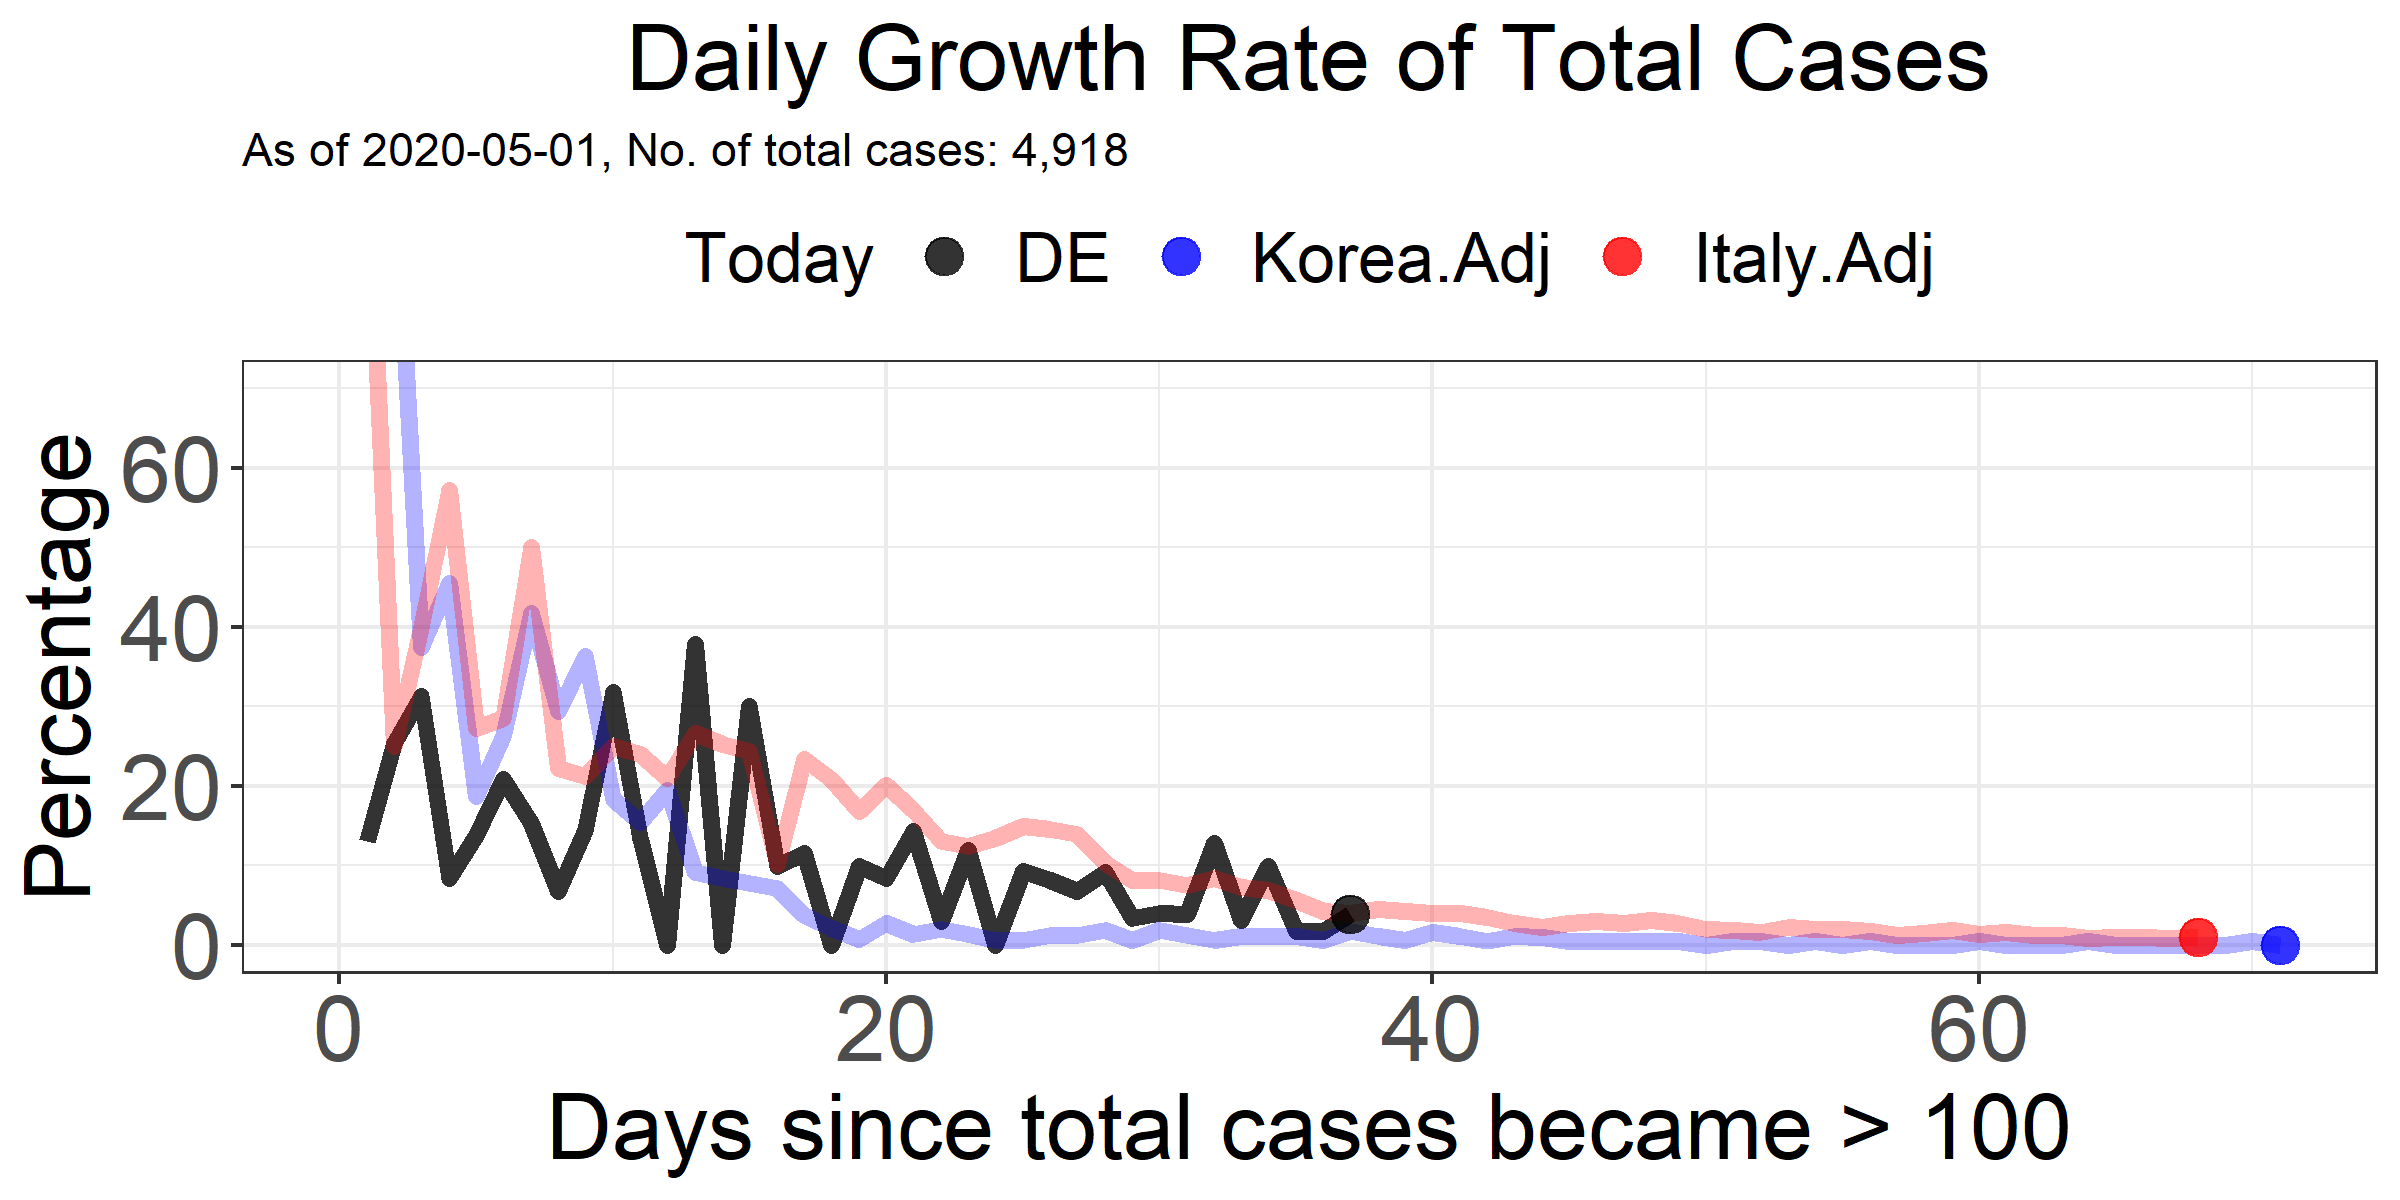 Daily Growth Rate of Total Cases
As of 2020-05-01, No. of total cases: 4,918
Today DE Korea.Adj Italy.Adj
Percentage
60
40
20
0
0 20 40 60
Days since total cases became > 100